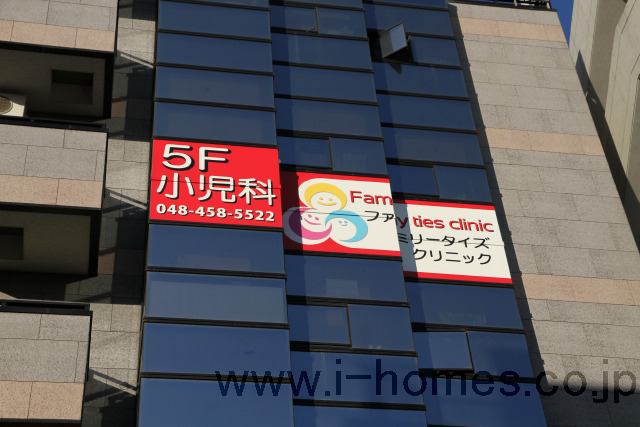 5F
小児科
048-458-5522
Family ties clinic
ファミリータイズ
クリニック
www.i-homes.co.jp